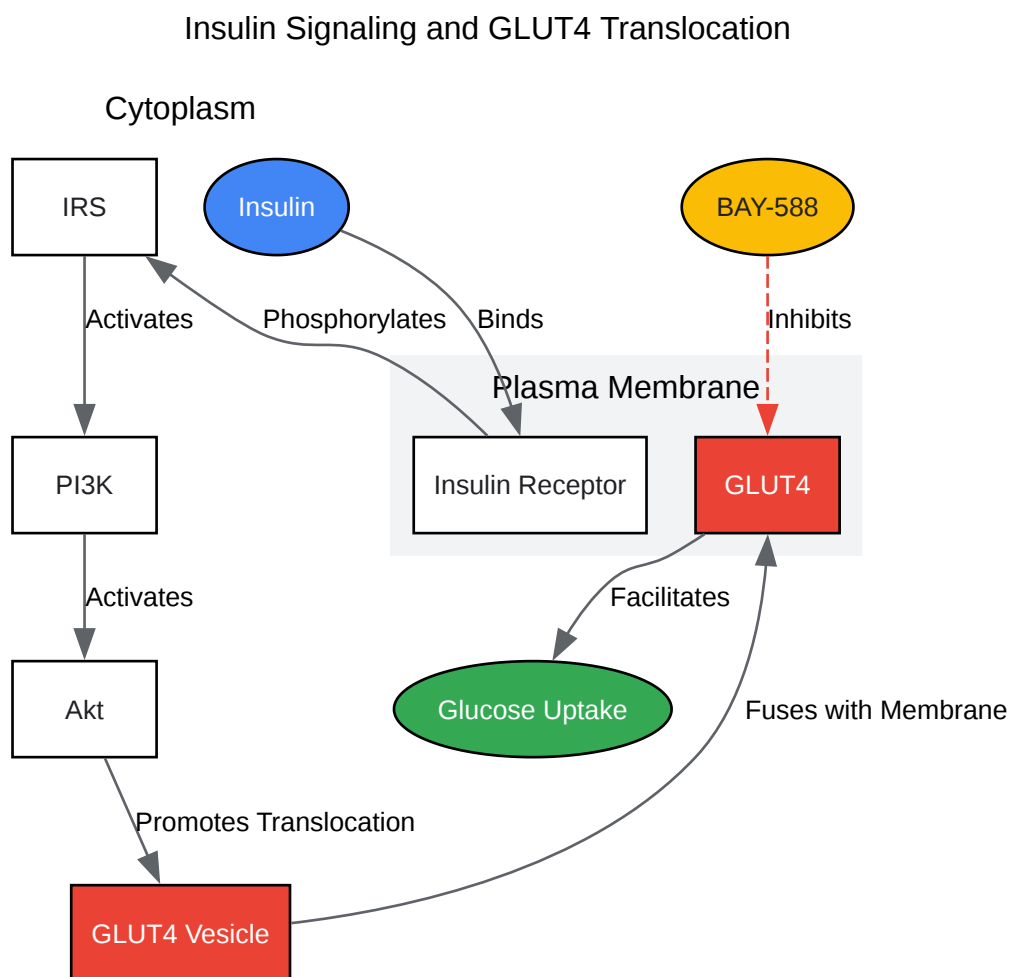 Insulin Signaling and GLUT4 Translocation
Cytoplasm
IRS
Insulin
BAY-588
Activates
Phosphorylates
Binds
Inhibits
Plasma Membrane
PI3K
Insulin Receptor
GLUT4
Activates
Facilitates
Akt
Glucose Uptake
Fuses with Membrane
Promotes Translocation
GLUT4 Vesicle